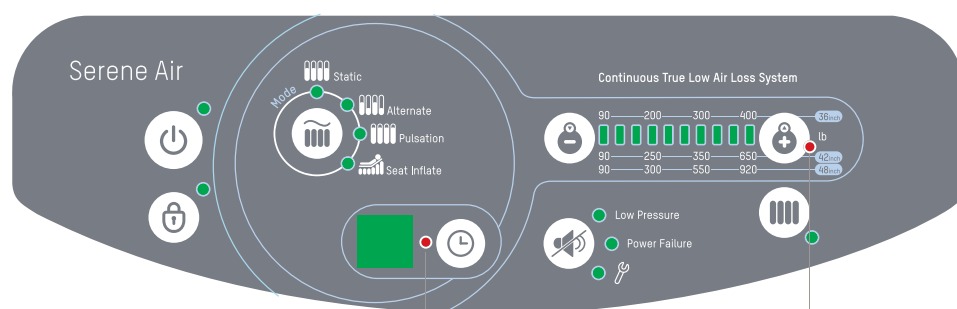 Serene Air
Mode
Static
Alternate
Pulsation
Seat Inflate
Continuous True Low Air Loss System
90 200 300 400 36inch
lb
90 250 350 650 42inch
90 300 550 920 48inch
Low Pressure
Power Failure